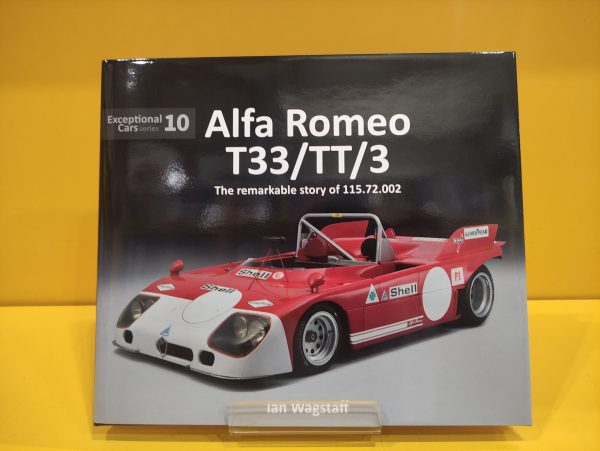 Exceptional
Cars series 10
Alfa Romeo
T33/TT/3
The remarkable story of 115.72.002
Shell
Shell
Ian Wagstaff